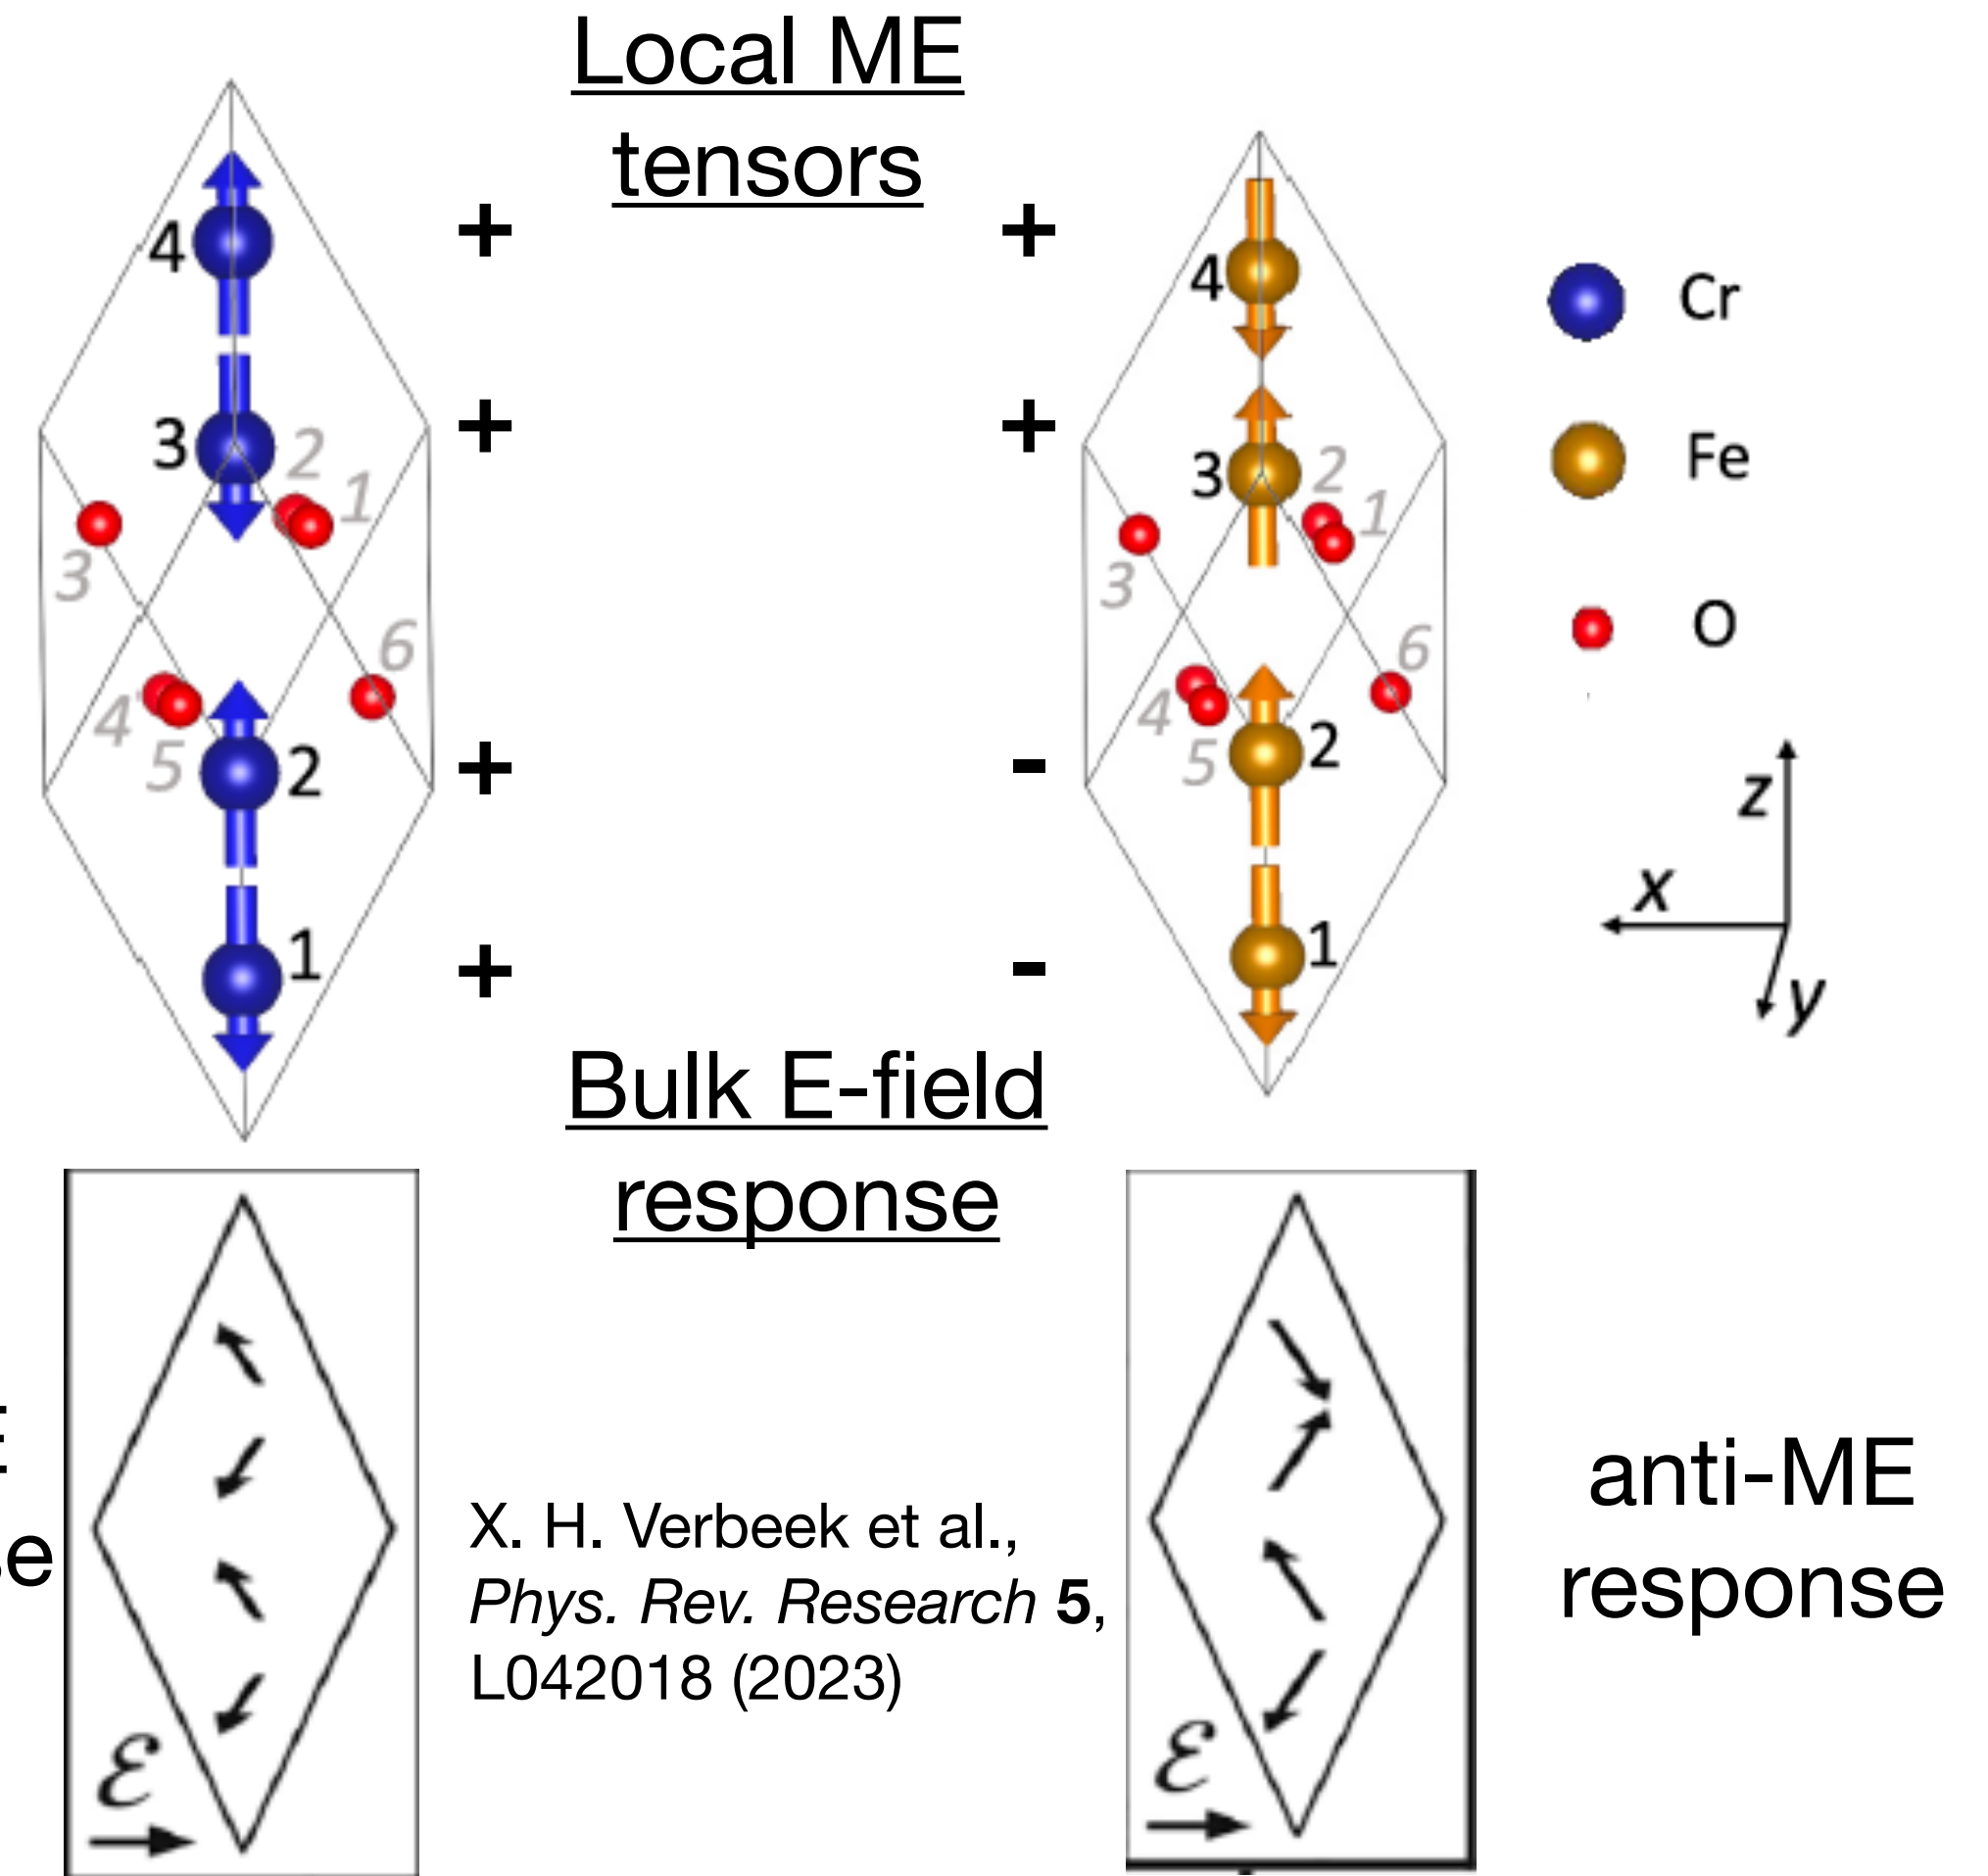 Local ME
tensors
+ +
+ +
+ -
+ -
4
3
2
1
3
2
1
6
4
5
4
3
2
1
3
2
1
6
4
5
Cr
Fe
O
z
x
y
Bulk E-field
response
ℰ
X. H. Verbeek et al.,
Phys. Rev. Research 5,
L042018 (2023)
ℰ
anti-ME
response